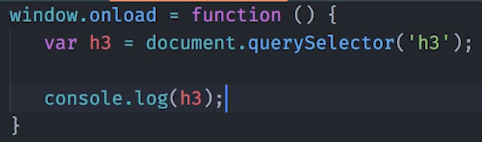 window.onload = function () {
var h3 = document.querySelector('h3');
console.log(h3);
}